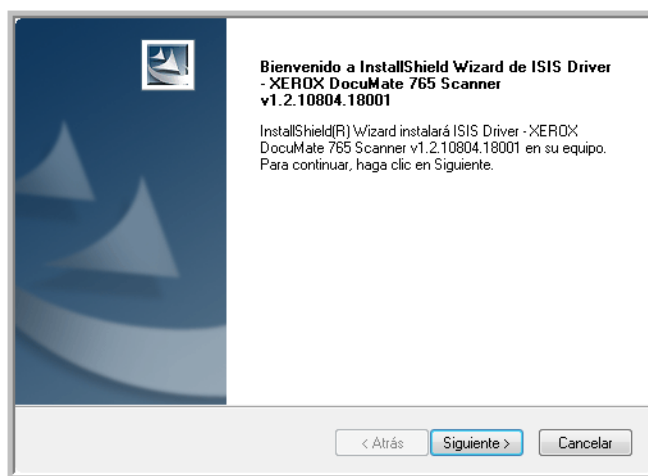 Bienvenido a InstallShield Wizard de ISIS Driver
- XEROX DocuMate 765 Scanner
v1.2.10804.18001
InstallShield(R) Wizard instalará ISIS Driver - XEROX
DocuMate 765 Scanner v1.2.10804.18001 en su equipo.
Para continuar, haga clic en Siguiente.
< Atrás Siguiente > Cancelar